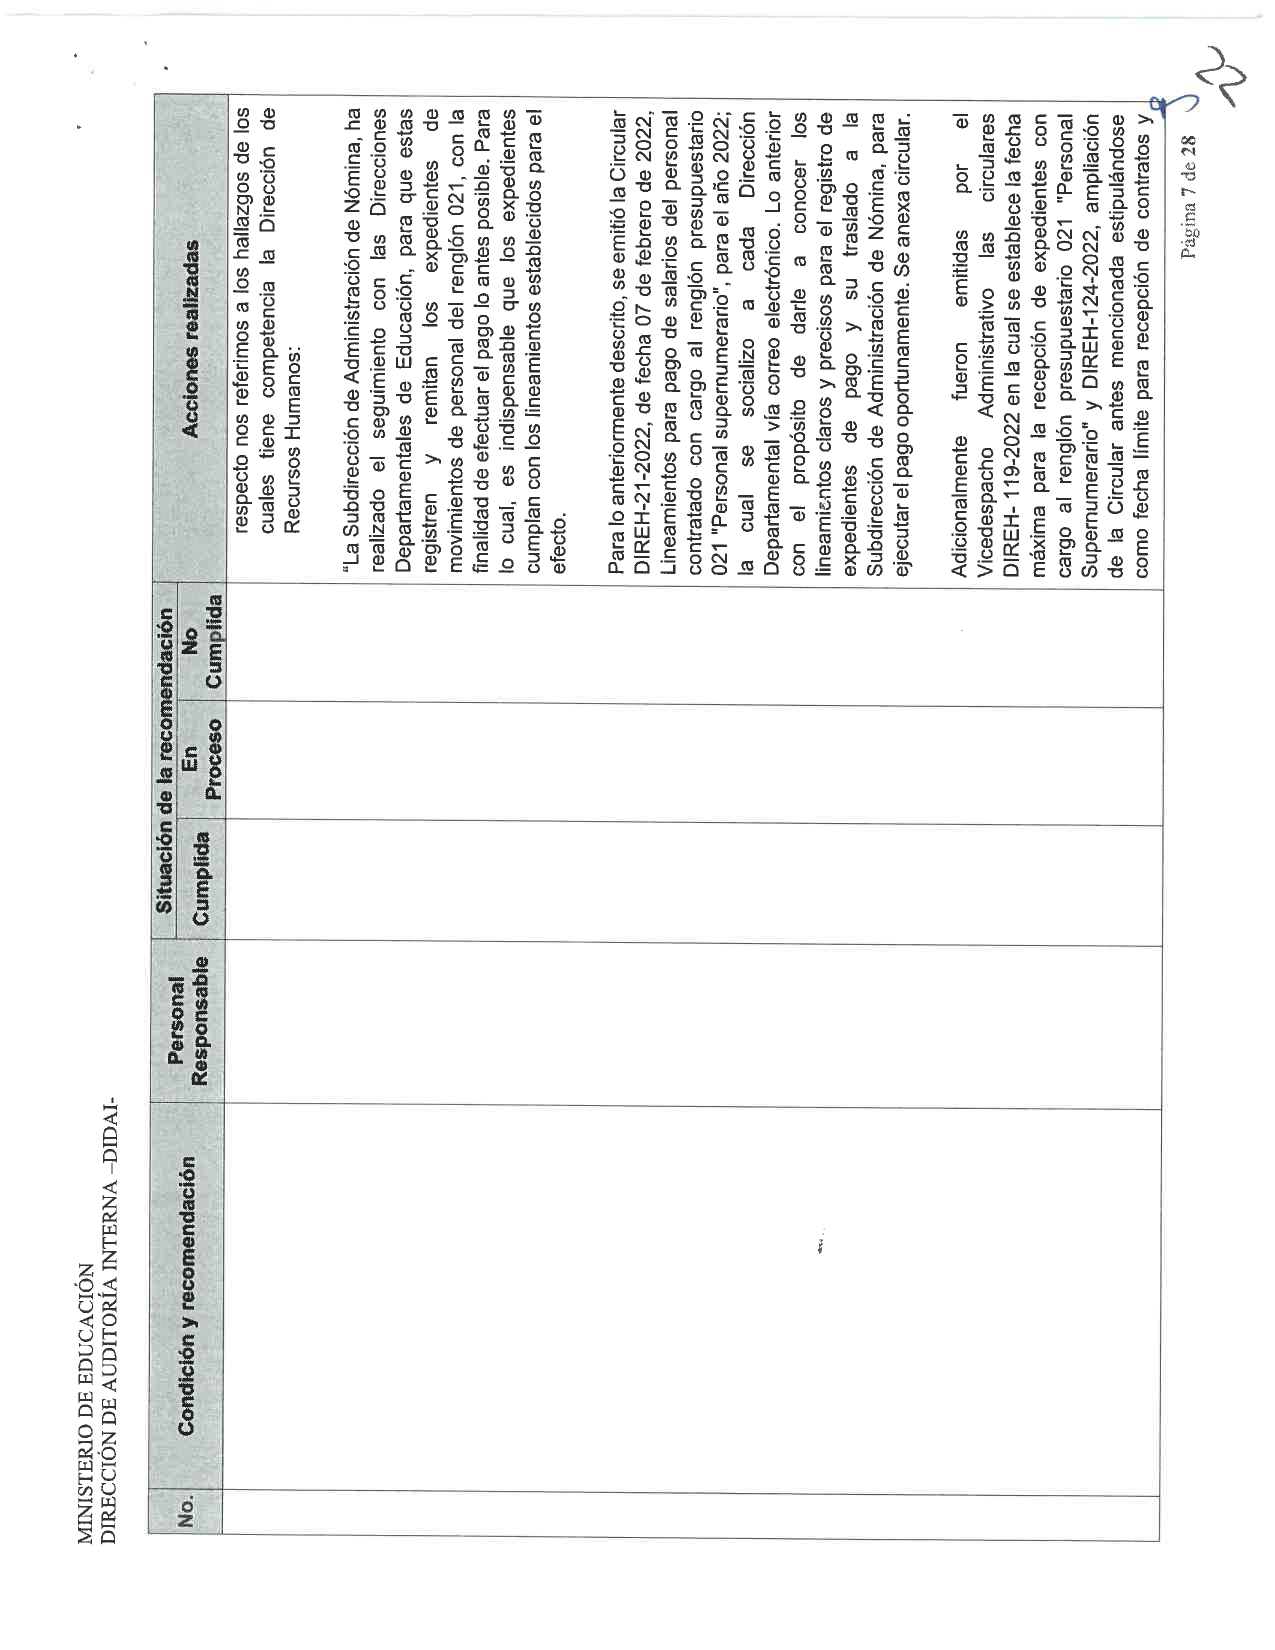 MINISTERIO DE EDUCACIÓN
DIRECCIÓN DE AUDITORÍA INTERNA –DIDAI-
No.
Condición y recomendación
Personal
Responsable
Situación de la recomendación
Cumplida
En
Proceso
No
Cumplida
Acciones realizadas
respecto nos referimos a los hallazgos de los
cuales tiene competencia la Dirección de
Recursos Humanos:
“La Subdirección de Administración de Nómina, ha
realizado el seguimiento con las Direcciones
Departamentales de Educación, para que estas
registren y remitan los expedientes de
movimientos de personal del renglón 021, con la
finalidad de efectuar el pago lo antes posible. Para
lo cual, es indispensable que los expedientes
cumplan con los lineamientos establecidos para el
efecto.
Para lo anteriormente descrito, se emitió la Circular
DIREH-21-2022, de fecha 07 de febrero de 2022,
Lineamientos para pago de salarios del personal
contratado con cargo al renglón presupuestario
021 "Personal supernumerario", para el año 2022;
la cual se socializo a cada Dirección
Departamental vía correo electrónico. Lo anterior
con el propósito de darle a conocer los
lineamientos claros y precisos para el registro de
expedientes de pago y su traslado a la
Subdirección de Administración de Nómina, para
ejecutar el pago oportunamente. Se anexa circular.
Adicionalmente fueron emitidas por el
Vicedespacho Administrativo las circulares
DIREH- 119-2022 en la cual se establece la fecha
máxima para la recepción de expedientes con
cargo al renglón presupuestario 021 "Personal
Supernumerario" y DIREH-124-2022, ampliación
de la Circular antes mencionada estipulándose
como fecha límite para recepción de contratos y
Página 7 de 28
22